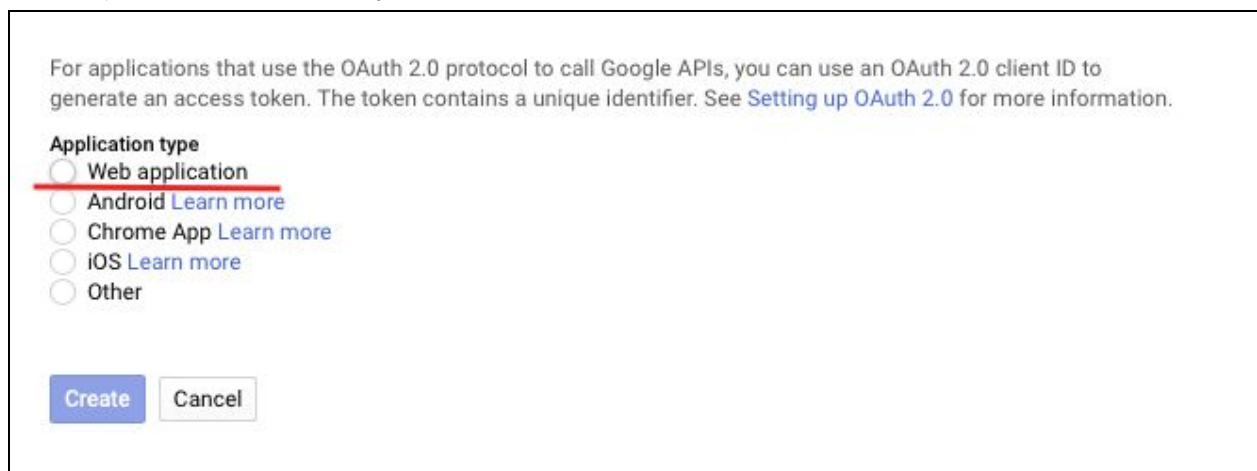 For applications that use the OAuth 2.0 protocol to call Google APIs, you can use an OAuth 2.0 client ID to
generate an access token. The token contains a unique identifier. See Setting up OAuth 2.0 for more information.
Application type
Web application
Android Learn more
Chrome App Learn more
iOS Learn more
Other
Create Cancel